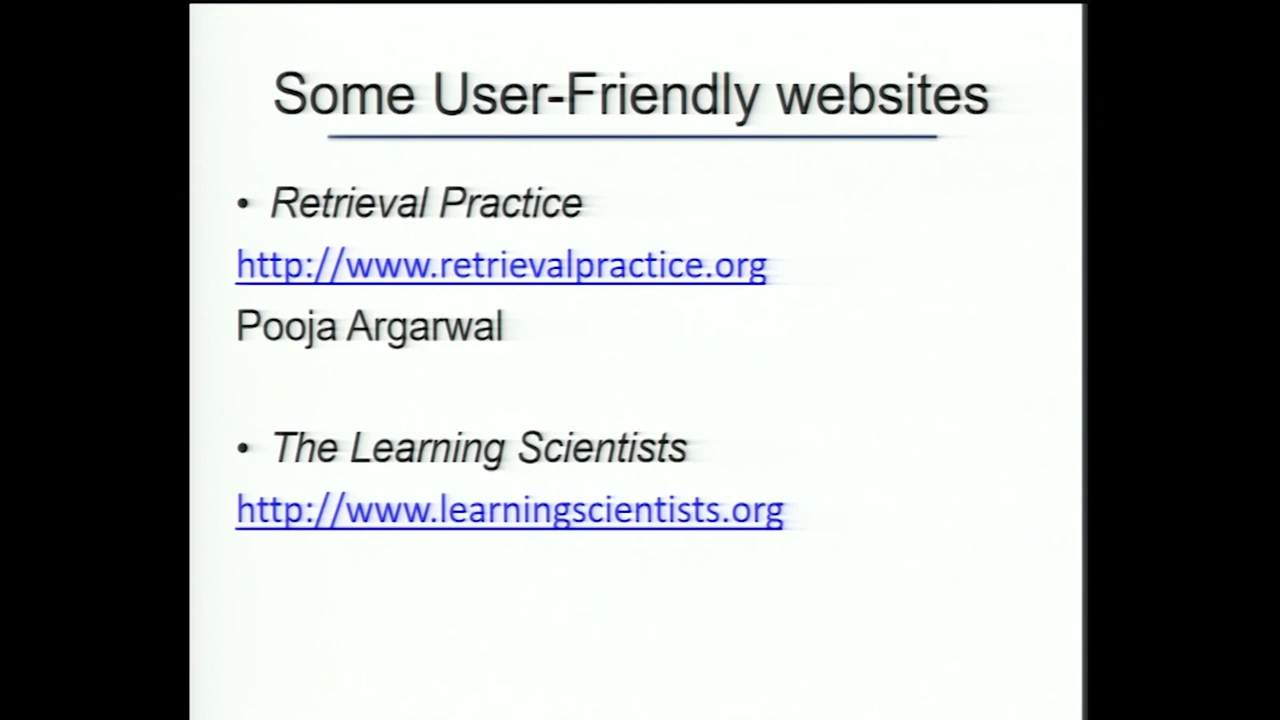 Some User-Friendly websites
• Retrieval Practice
http://www.retrievalpractice.org
Pooja Argarwal
• The Learning Scientists
http://www.learningscientists.org